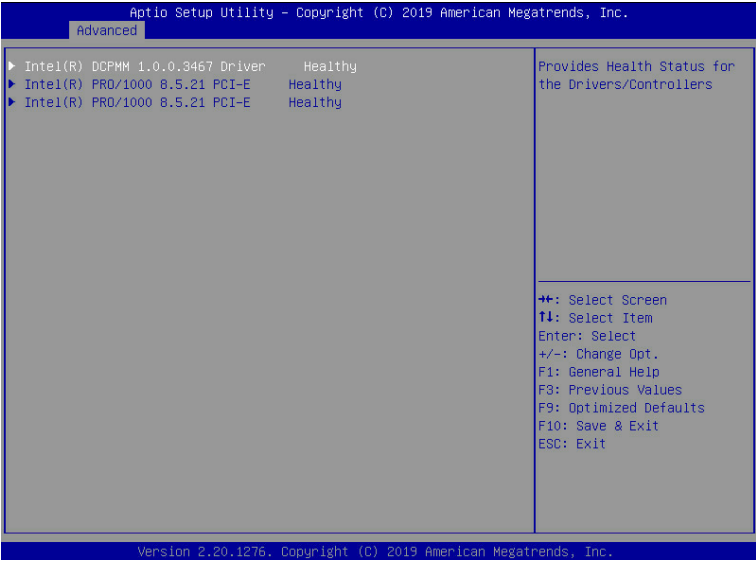 Aptio Setup Utility – Copyright (C) 2019 American Megatrends, Inc.
Advanced
Intel(R) DCPMM 1.0.0.3467 Driver Healthy
Intel(R) PRO/1000 8.5.21 PCI-E Healthy
Intel(R) PRO/1000 8.5.21 PCI-E Healthy
Provides Health Status for
the Drivers/Controllers
→←: Select Screen
↑↓: Select Item
Enter: Select
+/-: Change Opt.
F1: General Help
F3: Previous Values
F9: Optimized Defaults
F10: Save & Exit
ESC: Exit
Version 2.20.1276. Copyright (C) 2019 American Megatrends, Inc.